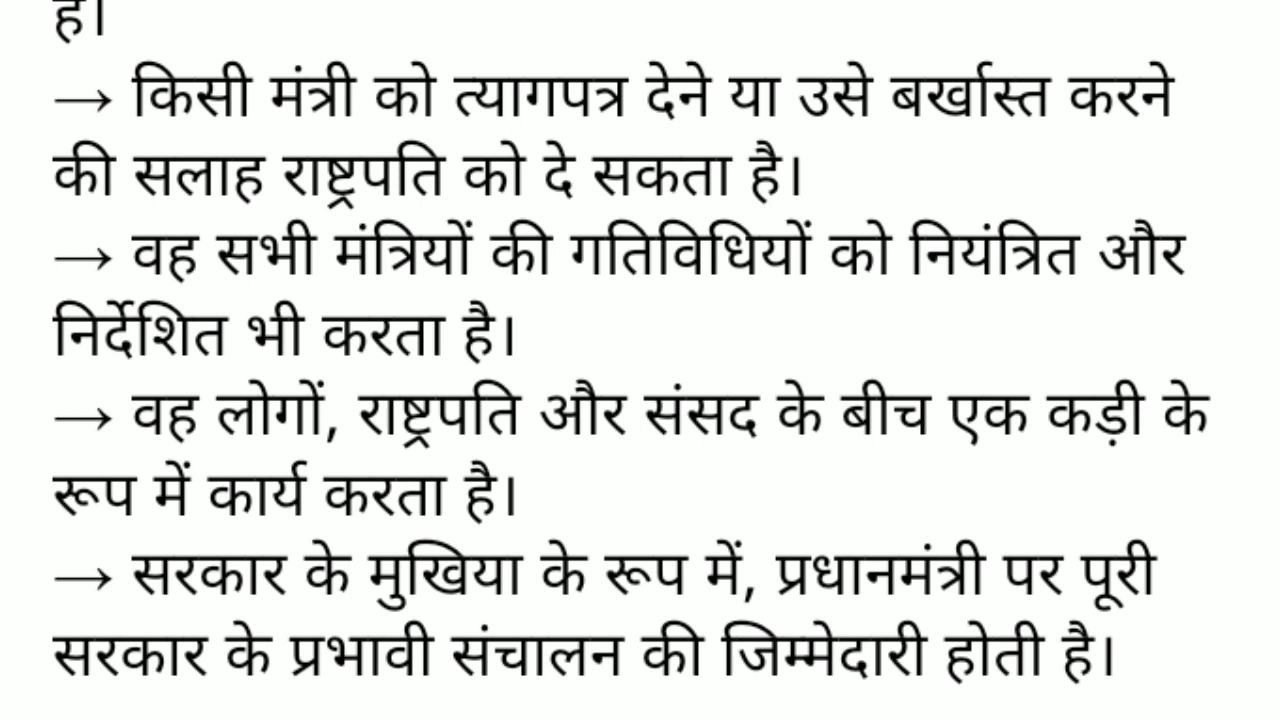 है।
→ किसी मंत्री को त्यागपत्र देने या उसे बर्खास्त करने
की सलाह राष्ट्रपति को दे सकता है।
→ वह सभी मंत्रियों की गतिविधियों को नियंत्रित और
निर्देशित भी करता है।
→ वह लोगों, राष्ट्रपति और संसद के बीच एक कड़ी के
रूप में कार्य करता है।
→ सरकार के मुखिया के रूप में, प्रधानमंत्री पर पूरी
सरकार के प्रभावी संचालन की जिम्मेदारी होती है।